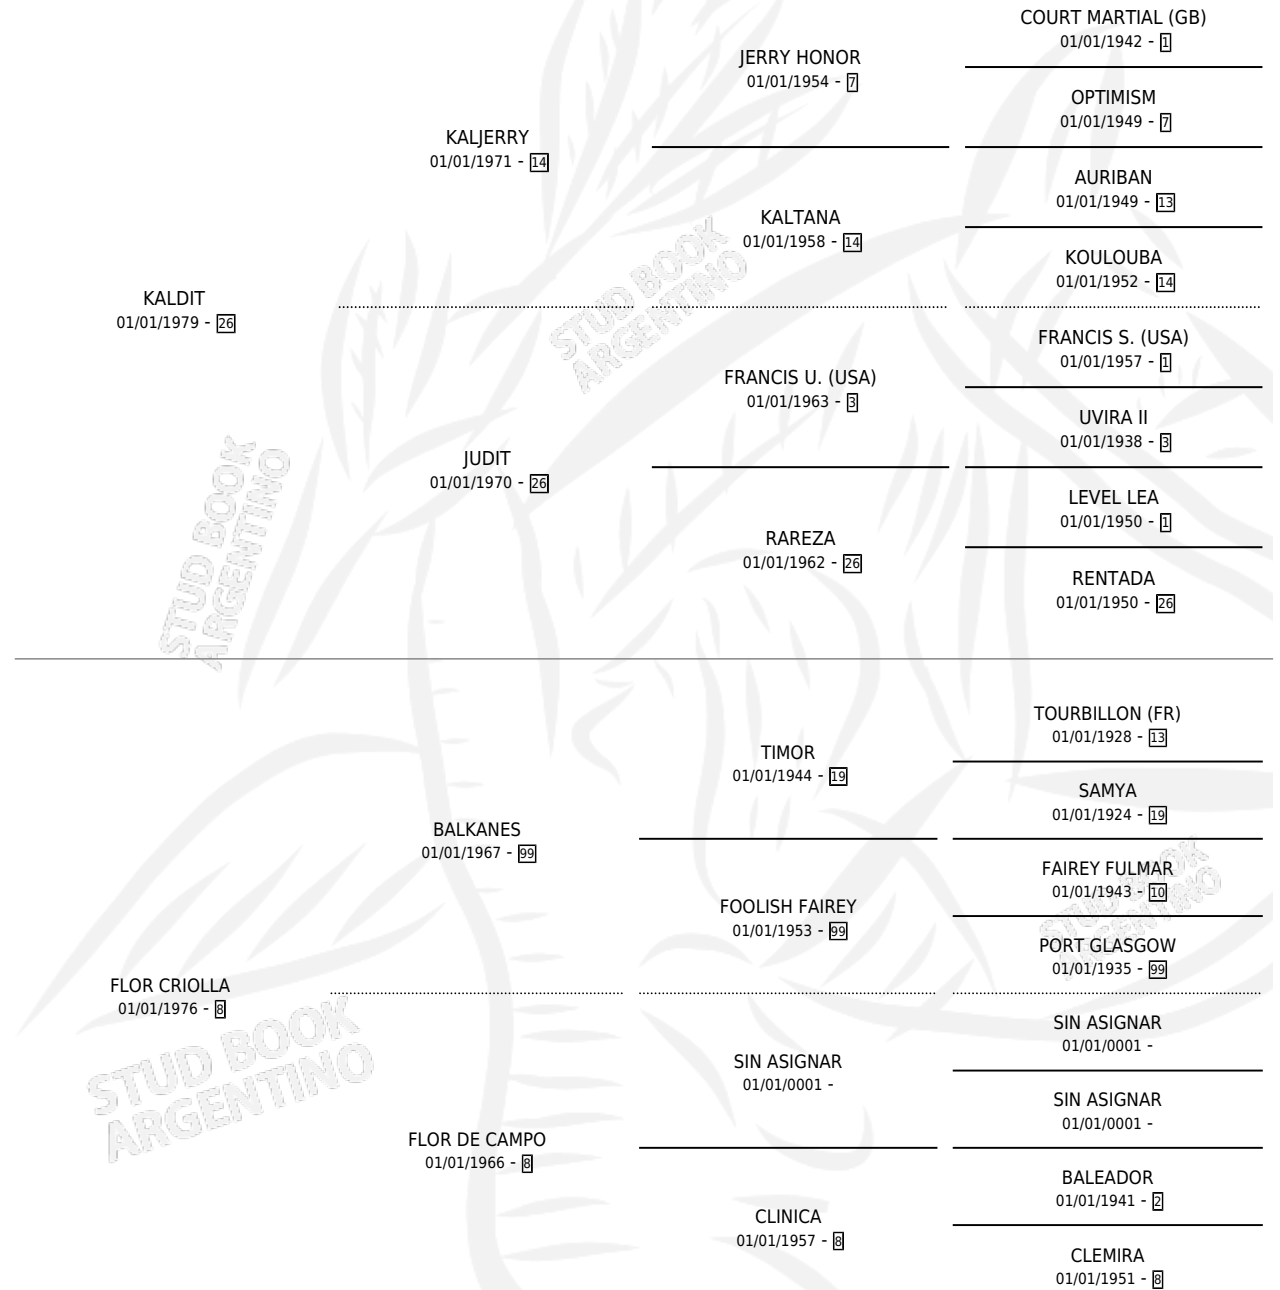 COURT MARTIAL (GB)
01/01/1942 - 1
JERRY HONOR
01/01/1954 - 7
OPTIMISM
01/01/1949 - 7
KALJERRY
01/01/1971 - 14
AURIBAN
01/01/1949 - 13
KALTANA
01/01/1958 - 14
KOULOUBA
01/01/1952 - 14
KALDIT
01/01/1979 - 26
FRANCIS S. (USA)
01/01/1957 - 1
FRANCIS U. (USA)
01/01/1963 - 3
UVIRA II
01/01/1938 - 3
JUDIT
01/01/1970 - 26
LEVEL LEA
01/01/1950 - 1
RAREZA
01/01/1962 - 26
RENTADA
01/01/1950 - 26
STUD BOOK
ARGENTINO
STUD BOOK
ARGENTINO
TOURBILLON (FR)
01/01/1928 - 13
TIMOR
01/01/1944 - 19
SAMYA
01/01/1924 - 19
BALKANES
01/01/1967 - 99
FAIREY FULMAR
01/01/1943 - 10
FOOLISH FAIREY
01/01/1953 - 99
PORT GLASGOW
01/01/1935 - 99
STUD BOOK
ARGENTINO
FLOR CRIOLLA
01/01/1976 - 8
SIN ASIGNAR
01/01/0001 -
SIN ASIGNAR
01/01/0001 -
SIN ASIGNAR
01/01/0001 -
FLOR DE CAMPO
01/01/1966 - 8
BALEADOR
01/01/1941 - 2
CLINICA
01/01/1957 - 8
CLEMIRA
01/01/1951 - 8
STUD BOOK
ARGENTINO